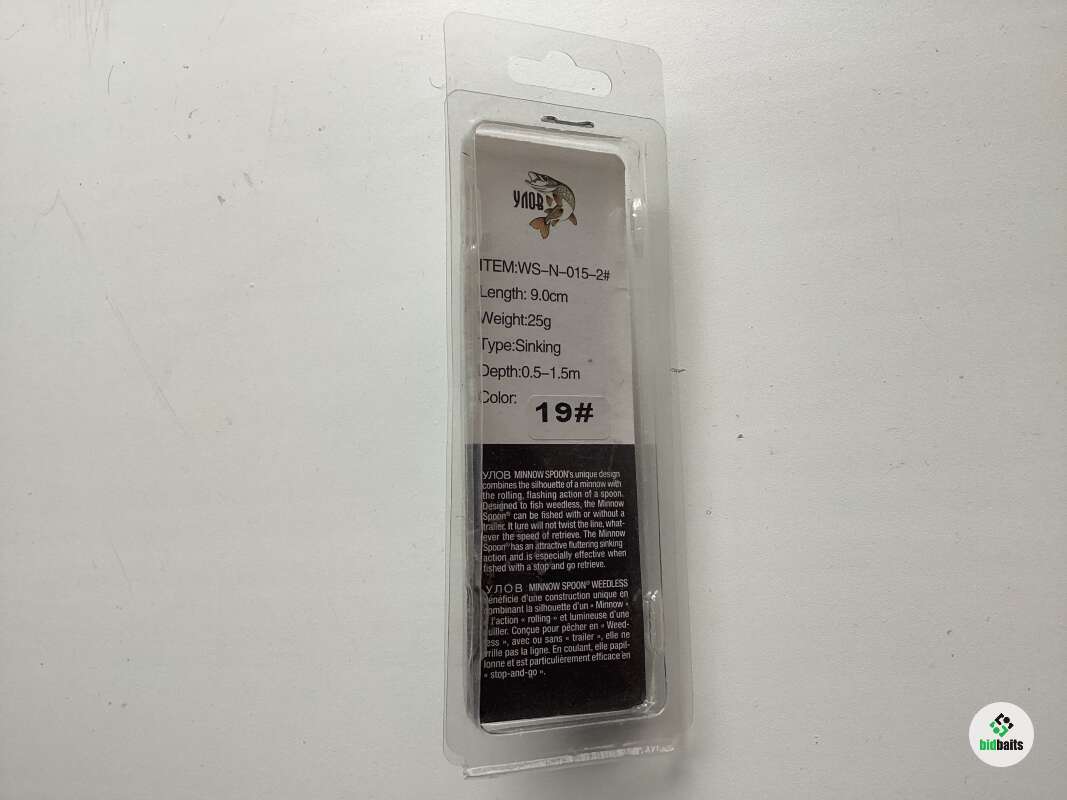 УЛОВ
ITEM:WS-N-015-2#
Length: 9.0cm
Weight:25g
Type:Sinking
Depth:0.5-1.5m
Color:
19#
УЛОВ MINNOW SPOON's unique design
combines the silhouette of a minnow with
the rolling, flashing action of a spoon.
Designed to fish weedless, the Minnow
Spoon® can be fished with or without a
trailer. It lure will not twist the line, what-
ever the speed of retrieve. The Minnow
Spoon® has an attractive fluttering sinking
action and is especially effective when
fished with a stop and go retrieve.
УЛОВ MINNOW SPOON® WEEDLESS
bénéficie d'une construction unique en
combinant la silhouette d'un « Minnow »
l'action « rolling » et lumineuse d'une
uiller. Conçue pour pêcher en « Weed-
ess », avec ou sans « trailer », elle ne
vrille pas la ligne. En coulant, elle papil-
lonne et est particulièrement efficace en
« stop-and-go ».
bidbaits